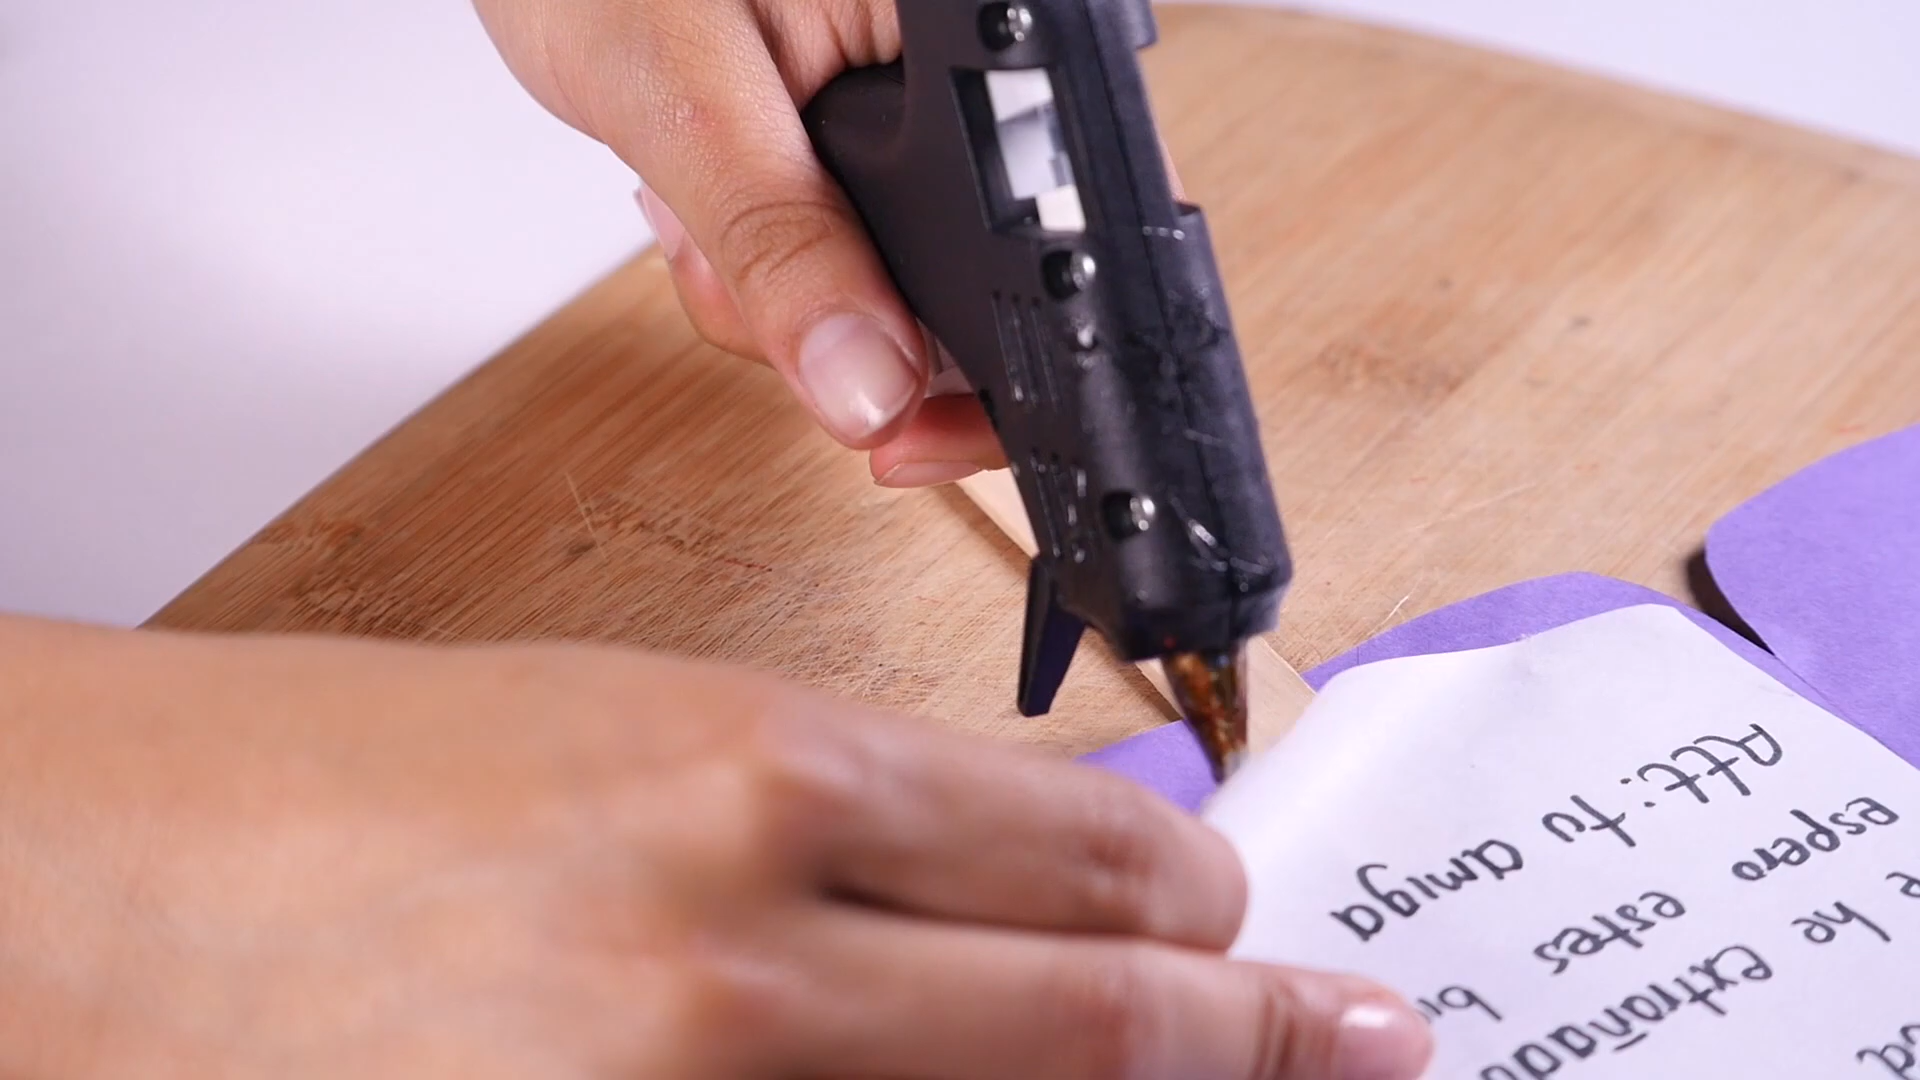 he extrañado
espero estes
Att: tu amiga